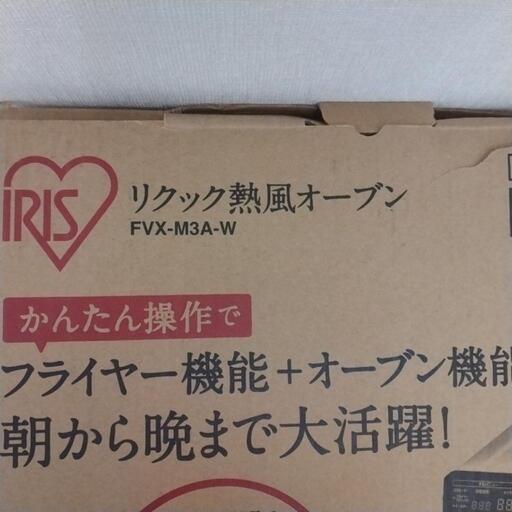 IRIS
リクック熱風オーブン
FVX-M3A-W
かんたん操作で
フライヤー機能+オーブン機能
朝から晩まで大活躍!